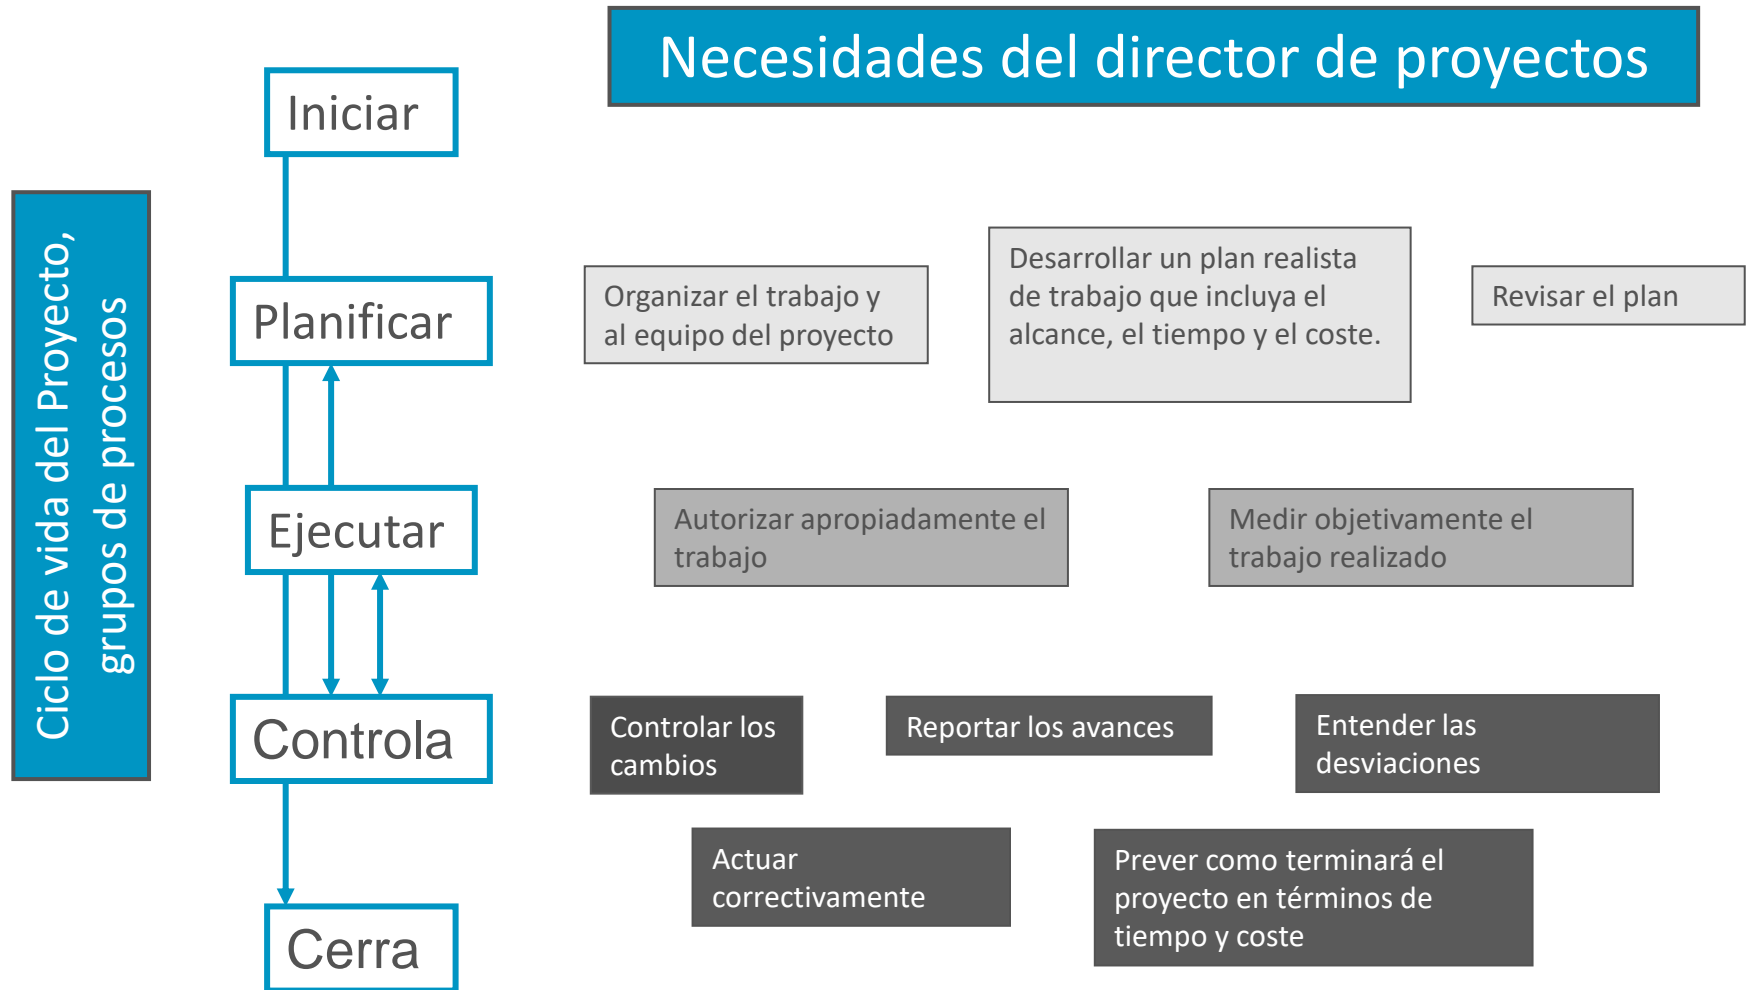 Necesidades del director de proyectos
Iniciar
Ciclo de vida del Proyecto,
grupos de procesos
Planificar
Organizar el trabajo y
al equipo del proyecto
Desarrollar un plan realista
de trabajo que incluya el
alcance, el tiempo y el coste.
Revisar el plan
Ejecutar
Autorizar apropiadamente el
trabajo
Medir objetivamente el
trabajo realizado
Controla
Controlar los
cambios
Reportar los avances
Entender las
desviaciones
Actuar
correctivamente
Prever como terminará el
proyecto en términos de
tiempo y coste
Cerra